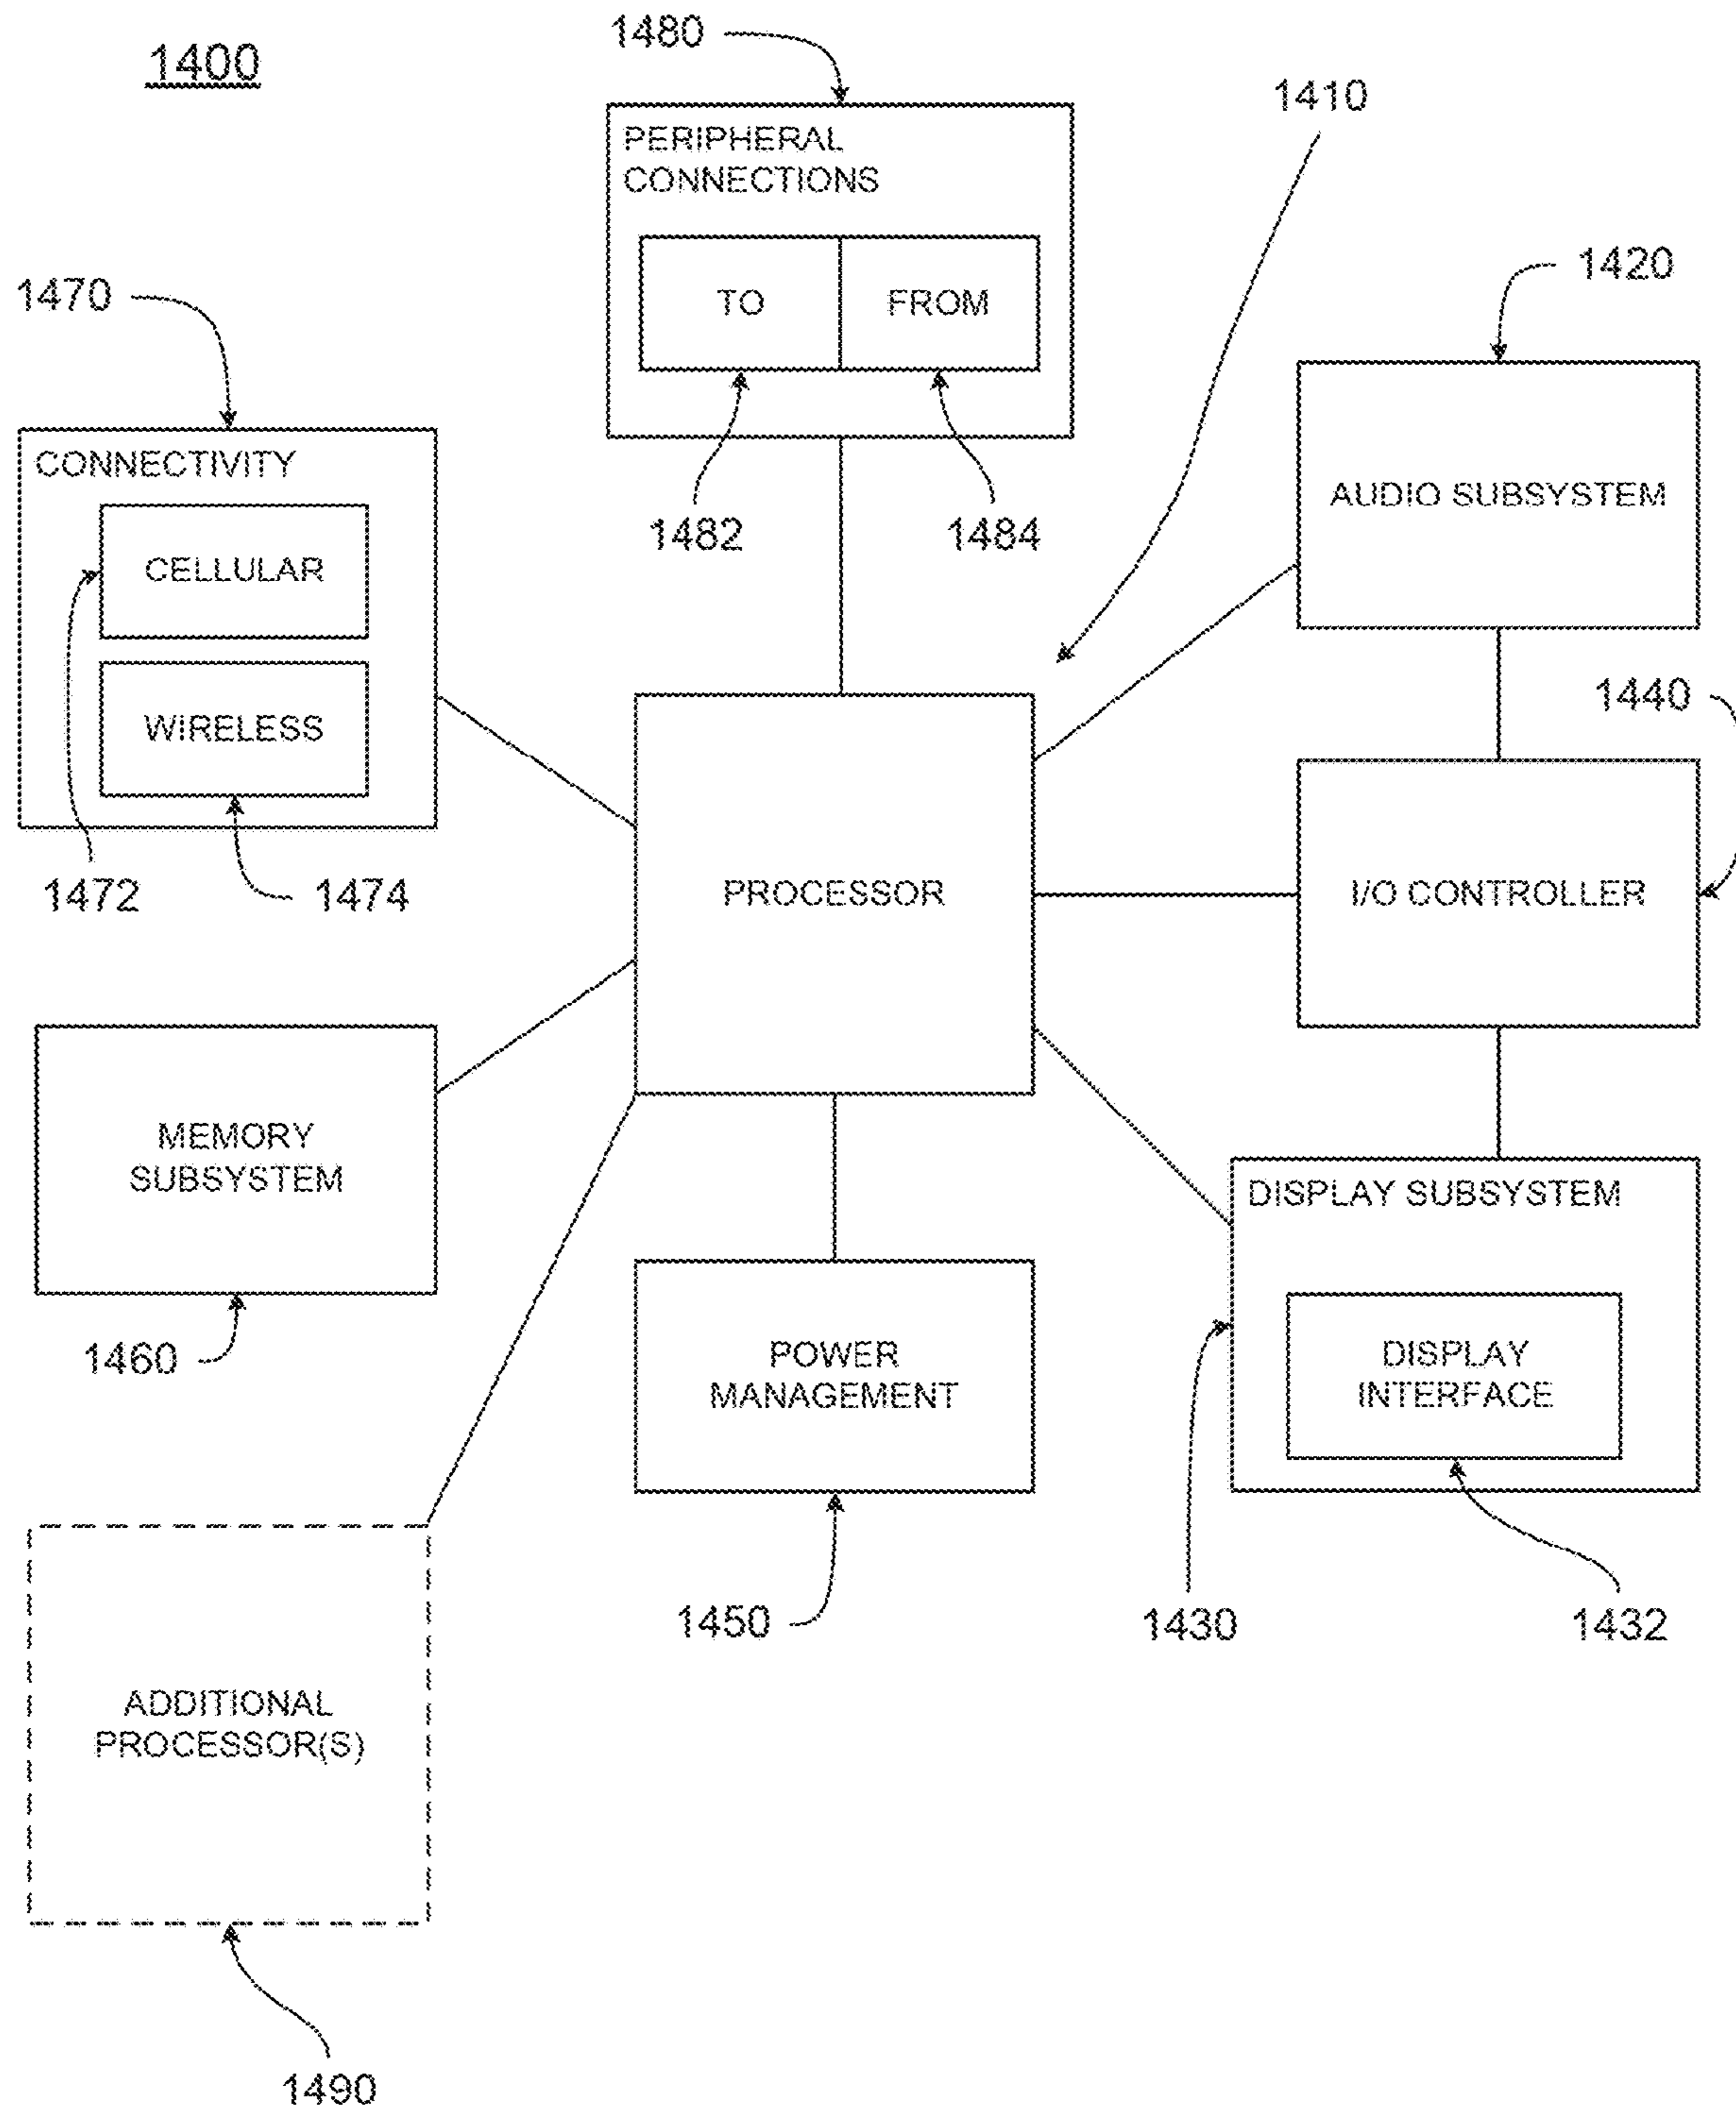 1400
1480
1410
PERIPHERAL
CONNECTIONS
TO
FROM
1482
1484
1420
AUDIO SUBSYSTEM
1470
CONNECTIVITY
CELLULAR
WIRELESS
1472
1474
1440
PROCESSOR
I/O CONTROLLER
MEMORY
SUBSYSTEM
1460
POWER
MANAGEMENT
1450
DISPLAY SUBSYSTEM
DISPLAY
INTERFACE
1430
1432
ADDITIONAL
PROCESSOR(S)
1490